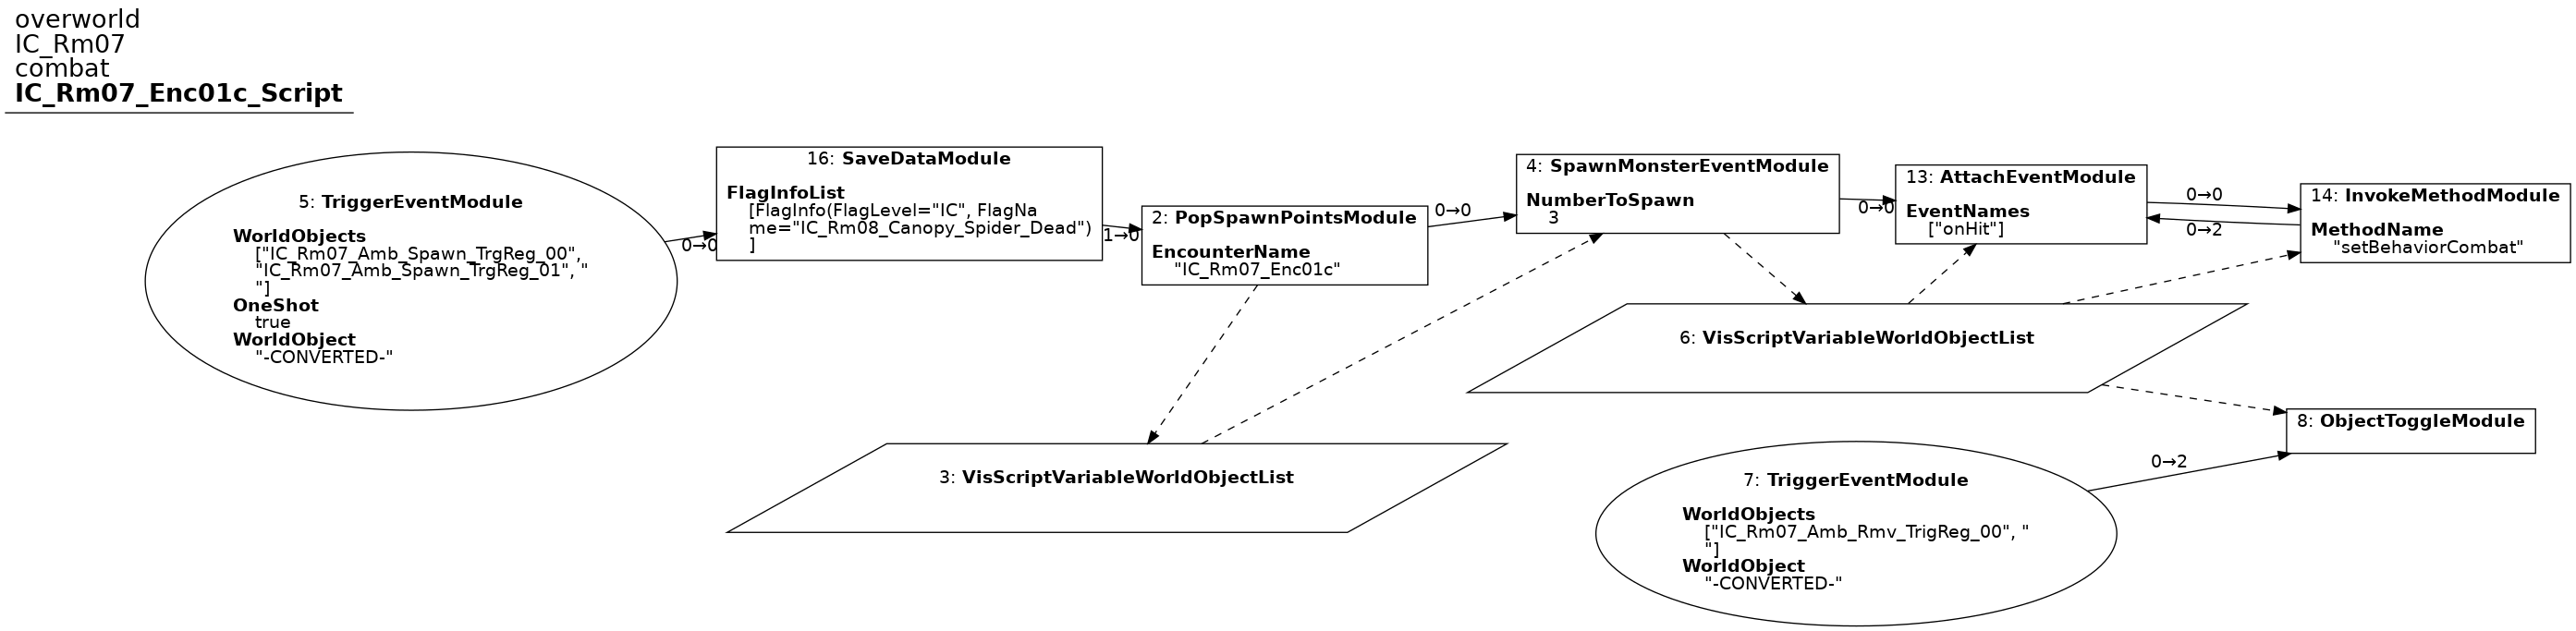 overworld
IC_Rm07
combat
IC_Rm07_Enc01c_Script
5: TriggerEventModule
WorldObjects
["IC_Rm07_Amb_Spawn_TrgReg_00",
"IC_Rm07_Amb_Spawn_TrgReg_01", "
"]
OneShot
true
WorldObject
"-CONVERTED-"
0→0
16: SaveDataModule
FlagInfoList
[FlagInfo(FlagLevel="IC", FlagNa
me="IC_Rm08_Canopy_Spider_Dead")
]
1→0
2: PopSpawnPointsModule
EncounterName
"IC_Rm07_Enc01c"
0→0
4: SpawnMonsterEventModule
NumberToSpawn
3
0→0
13: AttachEventModule
EventNames
["onHit"]
0→0
0→2
14: InvokeMethodModule
MethodName
"setBehaviorCombat"
6: VisScriptVariableWorldObjectList
3: VisScriptVariableWorldObjectList
8: ObjectToggleModule
0→2
7: TriggerEventModule
WorldObjects
["IC_Rm07_Amb_Rmv_TrigReg_00", "
"]
WorldObject
"-CONVERTED-"